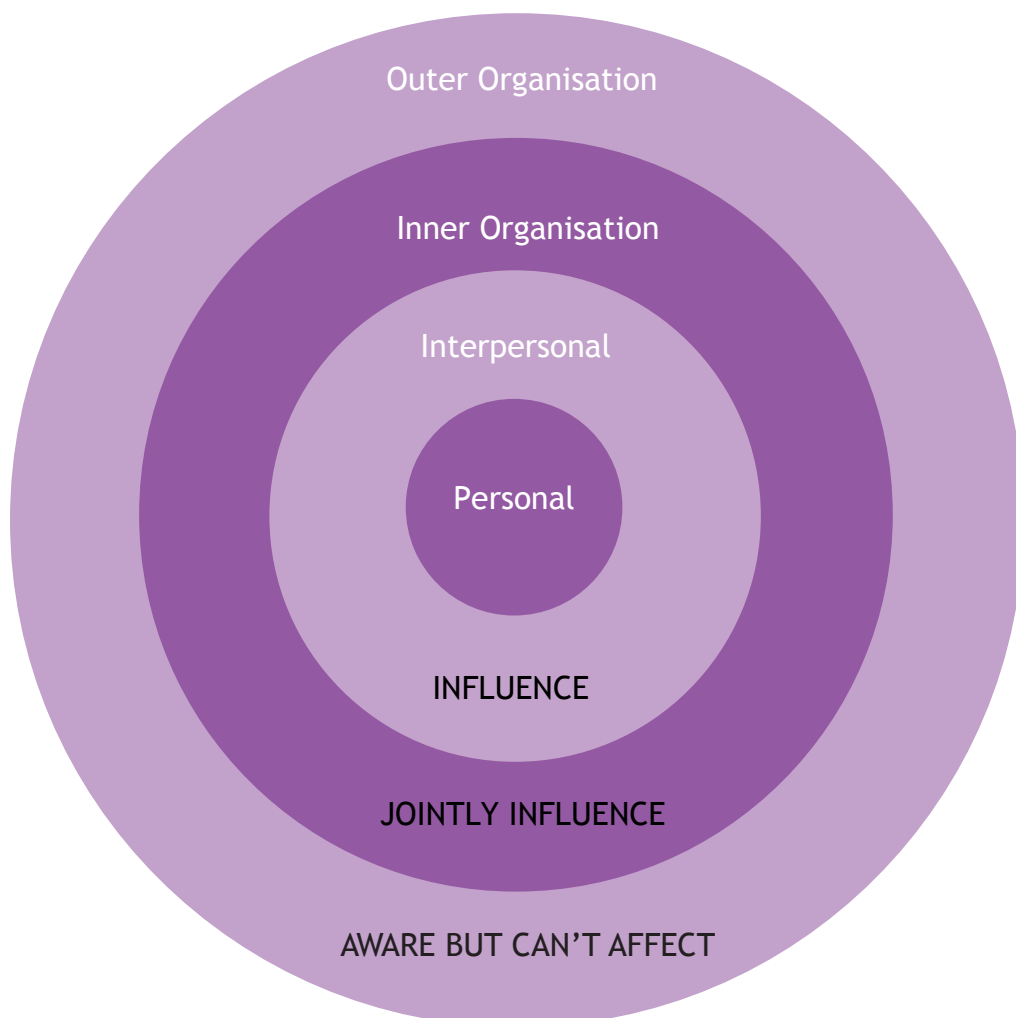 Outer Organisation
Inner Organisation
Interpersonal
Personal
INFLUENCE
JOINTLY INFLUENCE
AWARE BUT CAN’T AFFECT